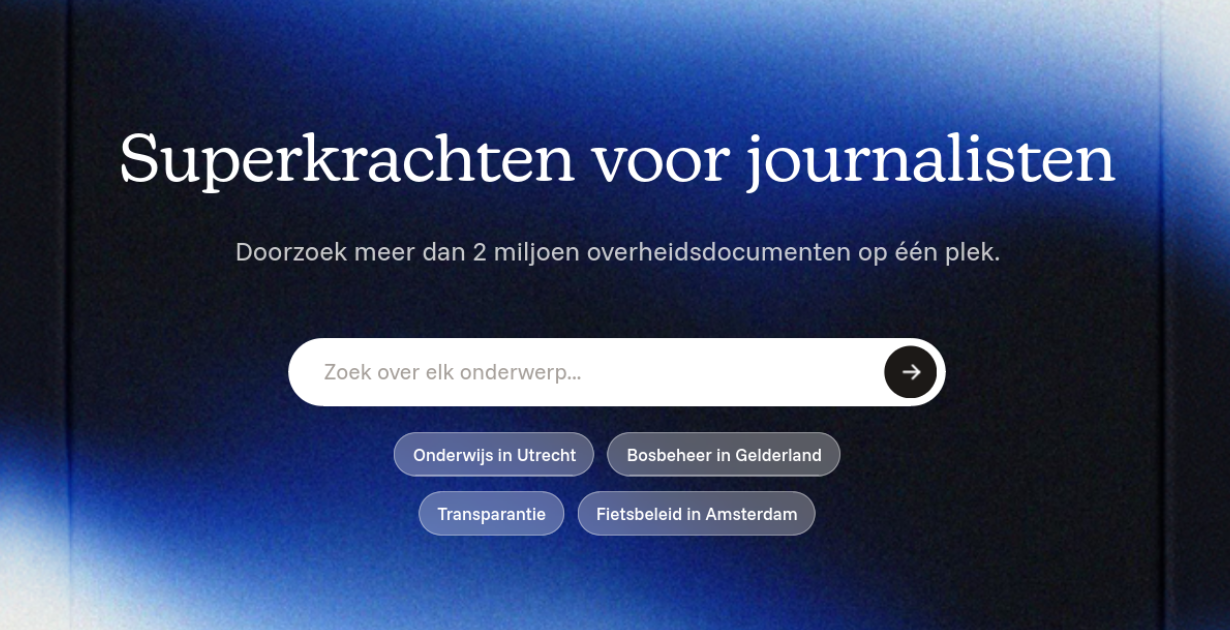 Superkrachten voor journalisten
Doorzoek meer dan 2 miljoen overheidsdocumenten op één plek.
Zoek over elk onderwerp...
Onderwijs in Utrecht
Bosbeheer in Gelderland
Transparantie
Fietsbeleid in Amsterdam